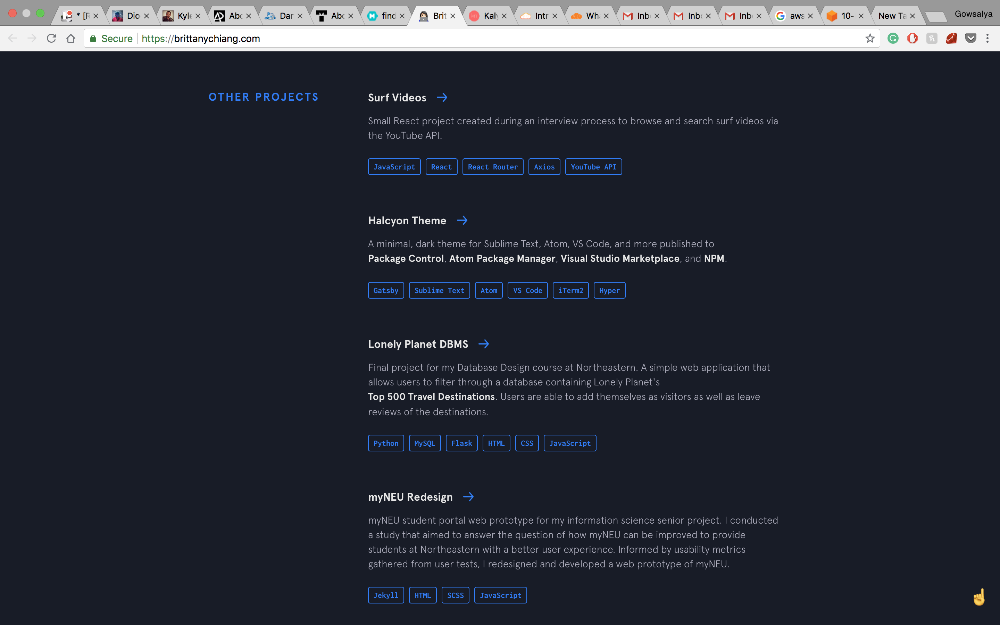 * [R
Dio
Kyle
Abo
Dan
Abo
find
Brit
Kaly
Intr
Wha
Inbo
Inbo
Inbo
aws
10-
New Ta
Gowsalya
Secure https://brittanychiang.com
OTHER PROJECTS
Surf Videos →
Small React project created during an interview process to browse and search surf videos via
the YouTube API.
JavaScript React React Router Axios YouTube API
Halcyon Theme →
A minimal, dark theme for Sublime Text, Atom, VS Code, and more published to
Package Control, Atom Package Manager, Visual Studio Marketplace, and NPM.
Gatsby Sublime Text Atom VS Code iTerm2 Hyper
Lonely Planet DBMS →
Final project for my Database Design course at Northeastern. A simple web application that
allows users to filter through a database containing Lonely Planet's
Top 500 Travel Destinations. Users are able to add themselves as visitors as well as leave
reviews of the destinations.
Python MySQL Flask HTML CSS JavaScript
myNEU Redesign →
myNEU student portal web prototype for my information science senior project. I conducted
a study that aimed to answer the question of how myNEU can be improved to provide
students at Northeastern with a better user experience. Informed by usability metrics
gathered from user tests, I redesigned and developed a web prototype of myNEU.
Jekyll HTML SCSS JavaScript